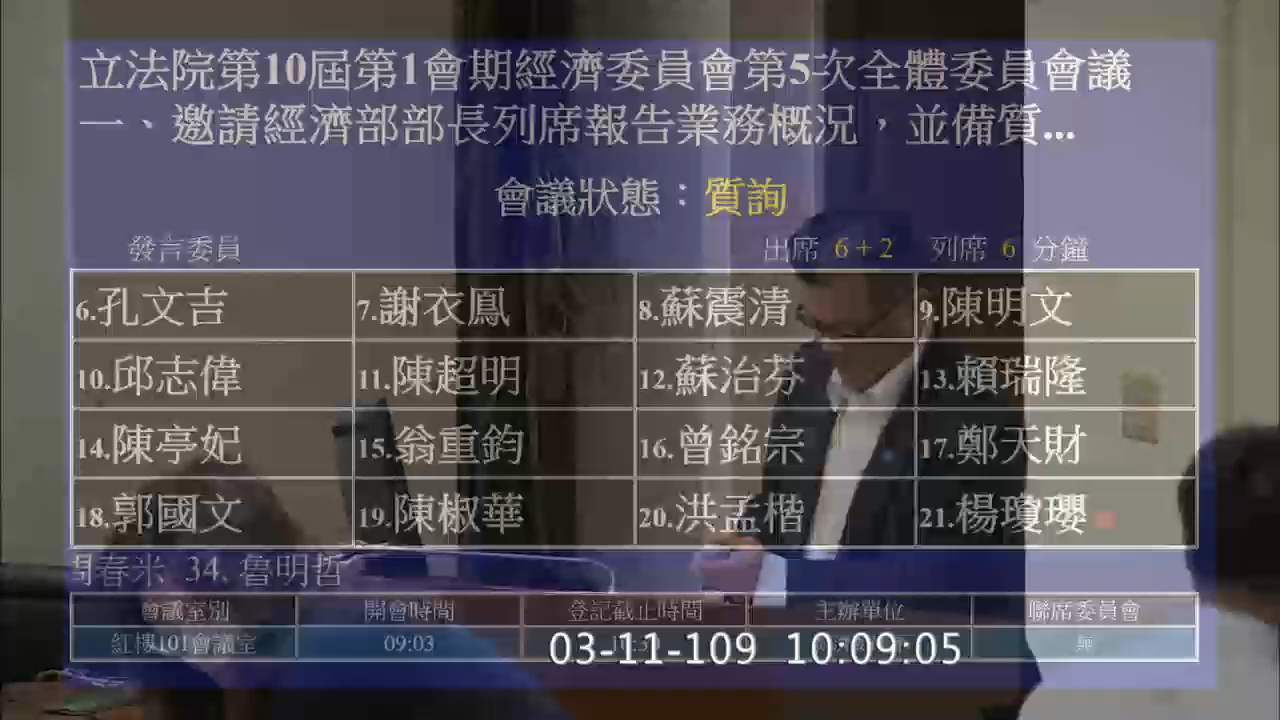 立法院第10屆第1會期經濟委員會第5次全體委員會議
一、邀請經濟部部長列席報告業務概況，並備質...
會議狀態：質詢
發言委員 出席 6+2 列席 6 分鐘
6.孔文吉 7.謝衣鳳 8.蘇震清 9.陳明文
10.邱志偉 11.陳超明 12.蘇治芬 13.賴瑞隆
14.陳亭妃 15.翁重鈞 16.曾銘宗 17.鄭天財
18.郭國文 19.陳椒華 20.洪孟楷 21.楊瓊瓔
春米 34. 魯明哲
會議室別 開會時間 登記截止時間 主辦單位 聯席委員會
紅樓101會議室 09:03 無
03-11-109 10:09:05